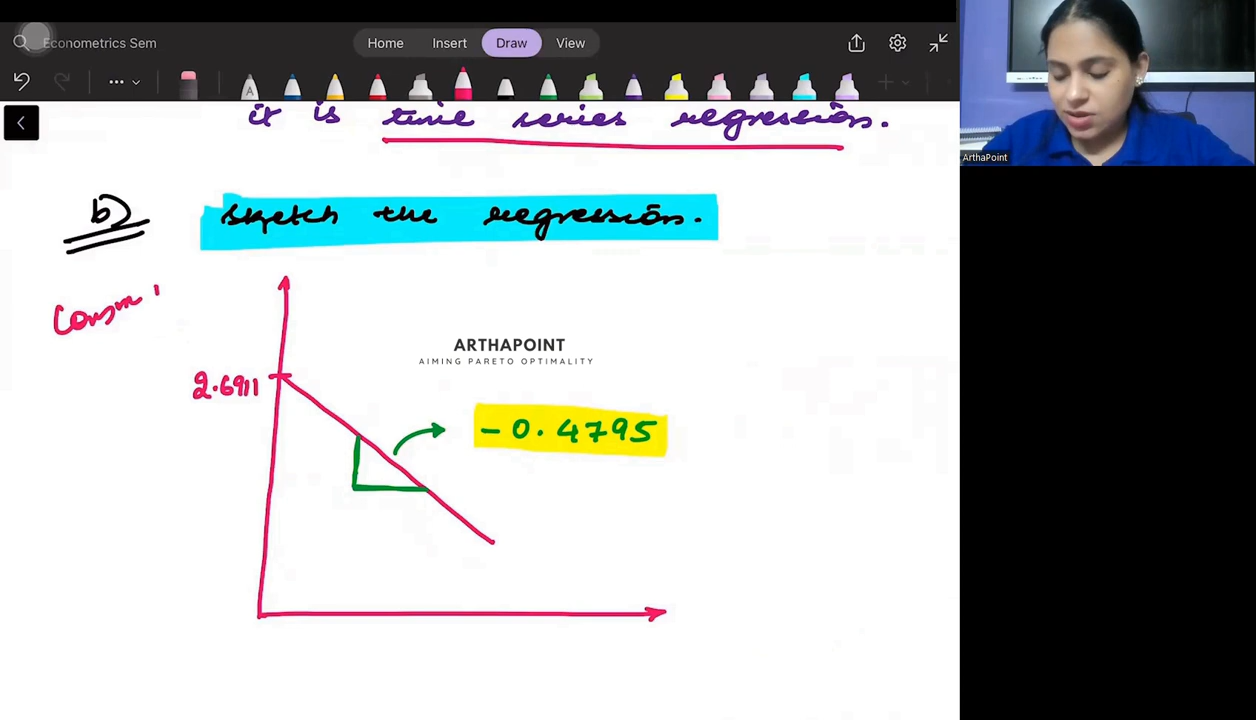 Econometrics Sem
Home Insert Draw View
A
it is time series regression.
ArthaPoint
b) sketch the regression.
ARTHAPOINT
AIMING PARETO OPTIMALITY
2.6911
- 0.4795